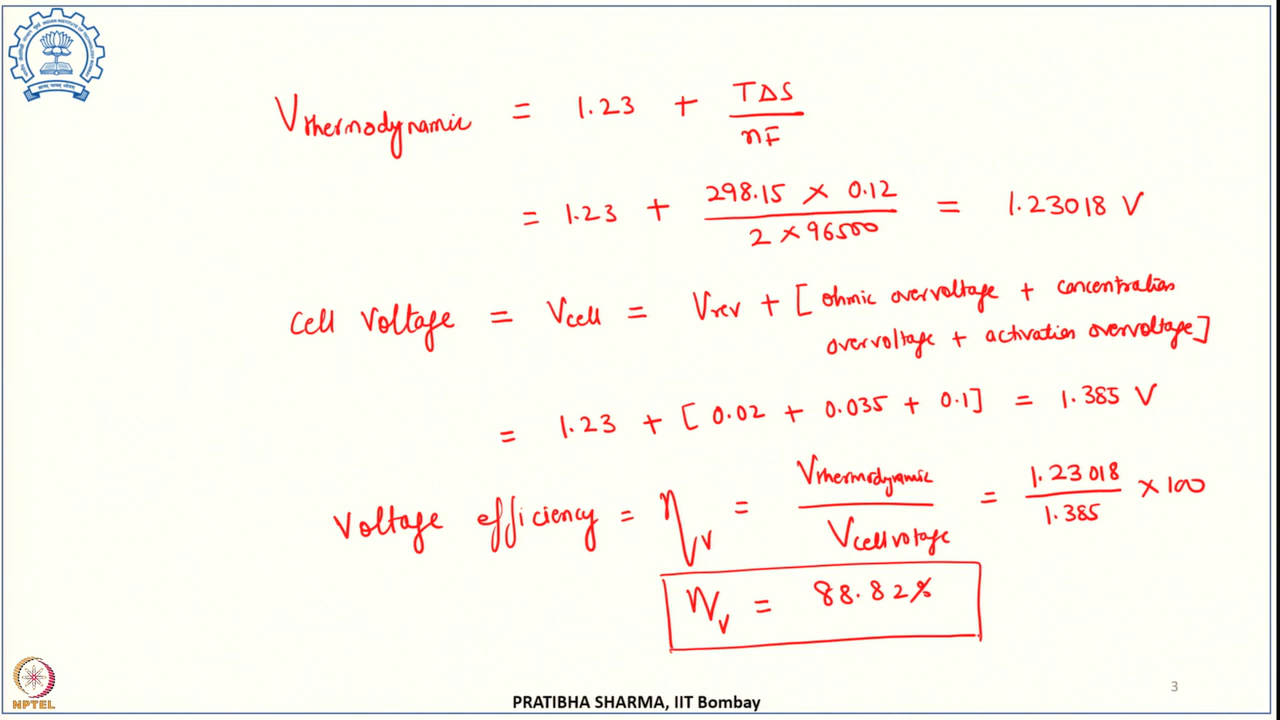 V thermodynamic = 1.23 + TΔS / nF
= 1.23 + 298.15 × 0.12 / 2 × 96500 = 1.23018 V
Cell Voltage = Vcell = Vrev + [ ohmic overvoltage + concentration
overvoltage + activation overvoltage ]
= 1.23 + [ 0.02 + 0.035 + 0.1 ] = 1.385 V
Voltage efficiency = ηv = Vthermodynamic / Vcell votage = 1.23018 / 1.385 × 100
ηv = 88.82%
3
NPTEL
PRATIBHA SHARMA, IIT Bombay